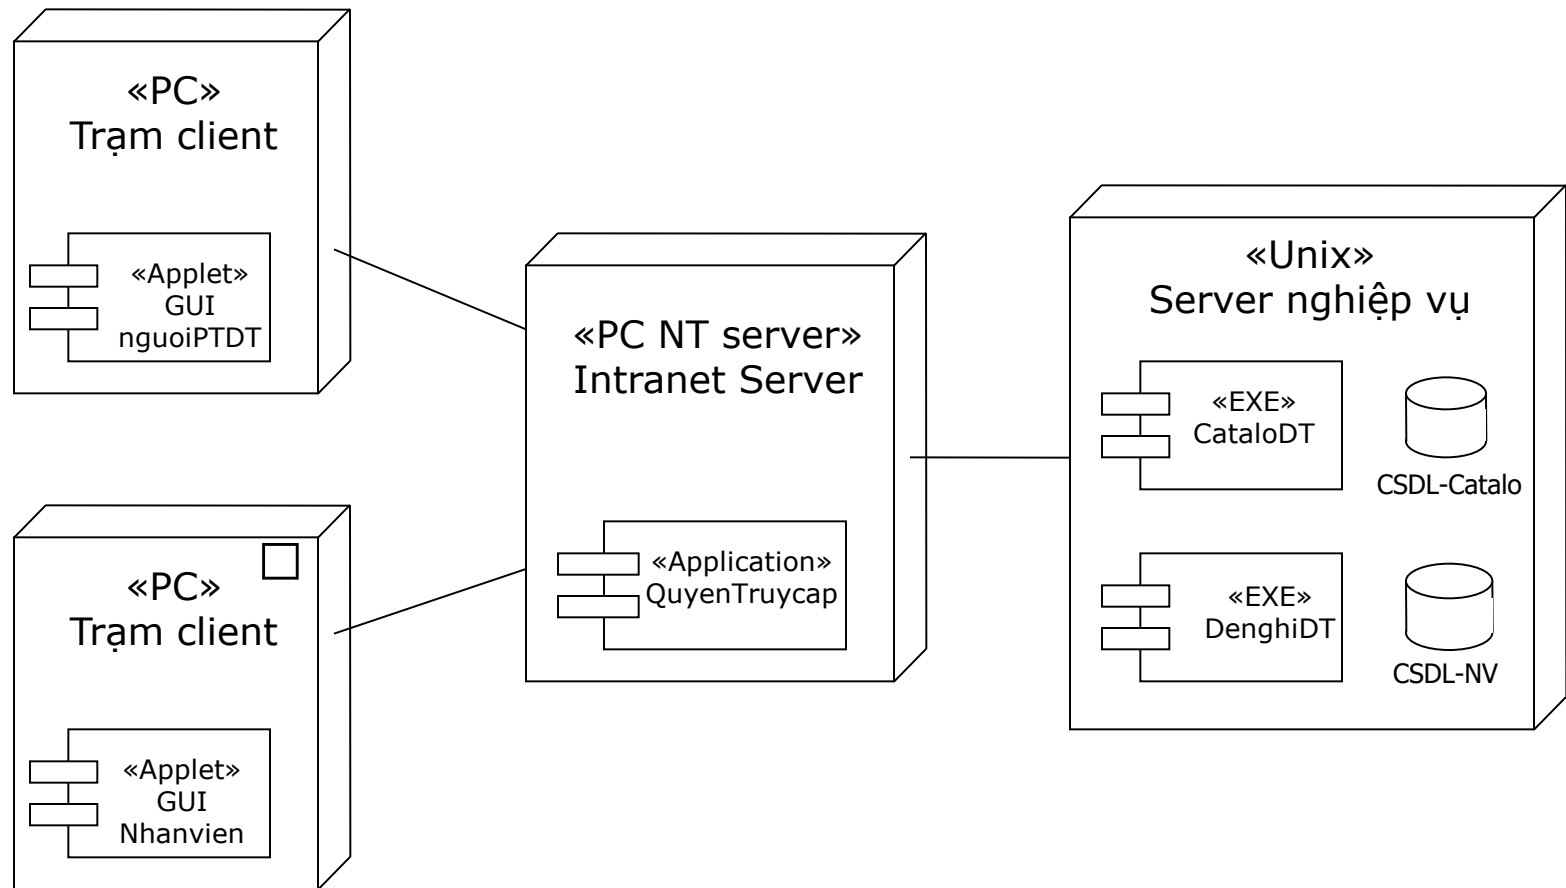 «PC»
Trạm client
«Applet»
GUI
nguoiPTDT
«PC»
Trạm client
«Applet»
GUI
Nhanvien
«PC NT server»
Intranet Server
«Application»
QuyenTruycap
«Unix»
Server nghiệp vụ
«EXE»
CataloDT
CSDL-Catalo
«EXE»
DenghiDT
CSDL-NV